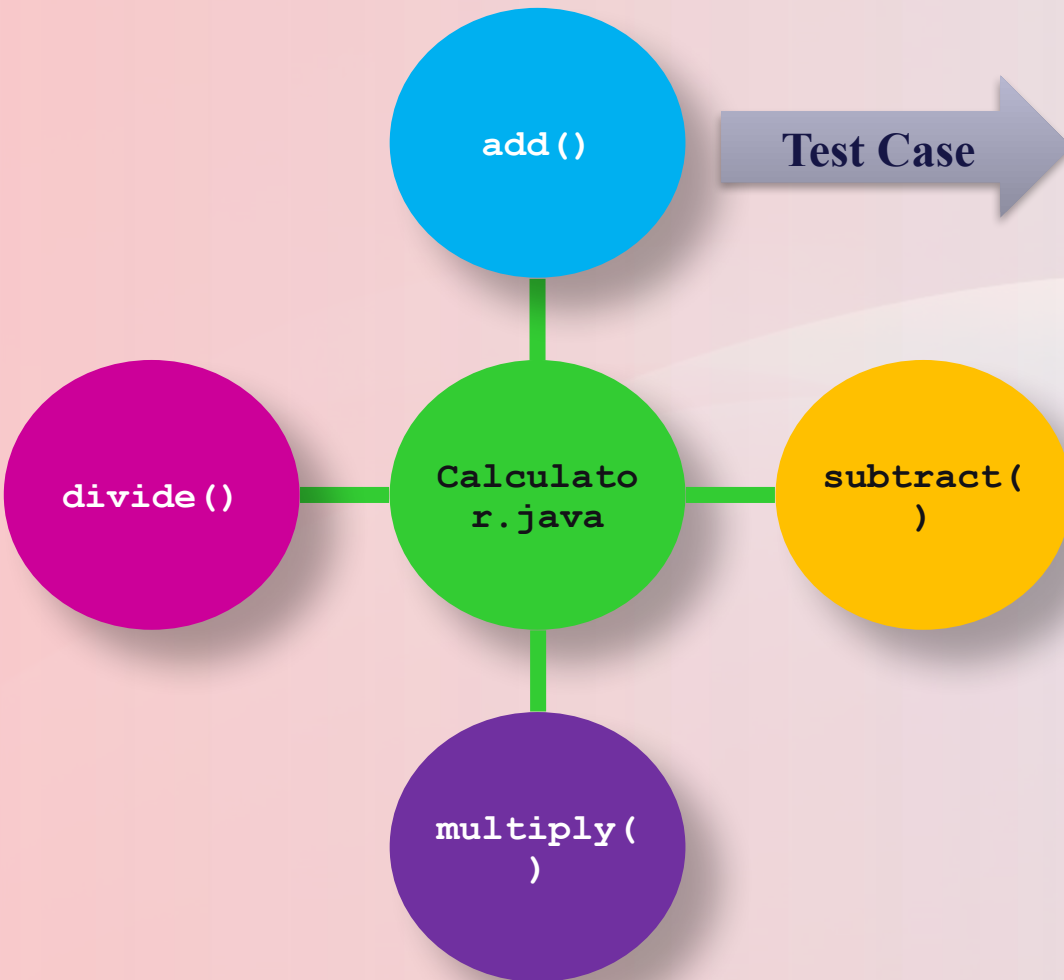 add()
Test Case
divide()
Calculato
r.java
subtract(
)
multiply(
)